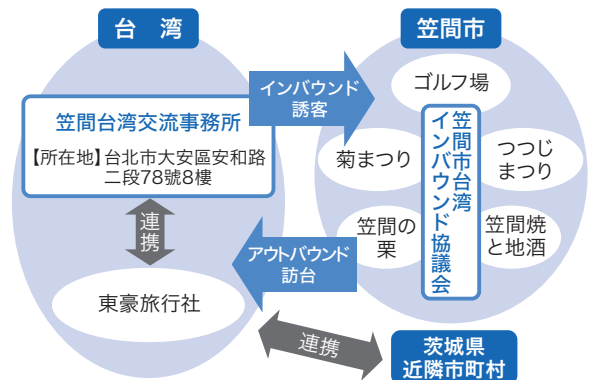 台 湾
笠間台湾交流事務所
【所在地】台北市大安區安和路
二段78號8樓
連携
東豪旅行社
インバウンド
誘客
アウトバウンド
訪台
笠間市
ゴルフ場
菊まつり
つつじ
まつり
笠間市台湾
インバウンド協議会
笠間の
栗
笠間焼
と地酒
連携
茨城県
近隣市町村